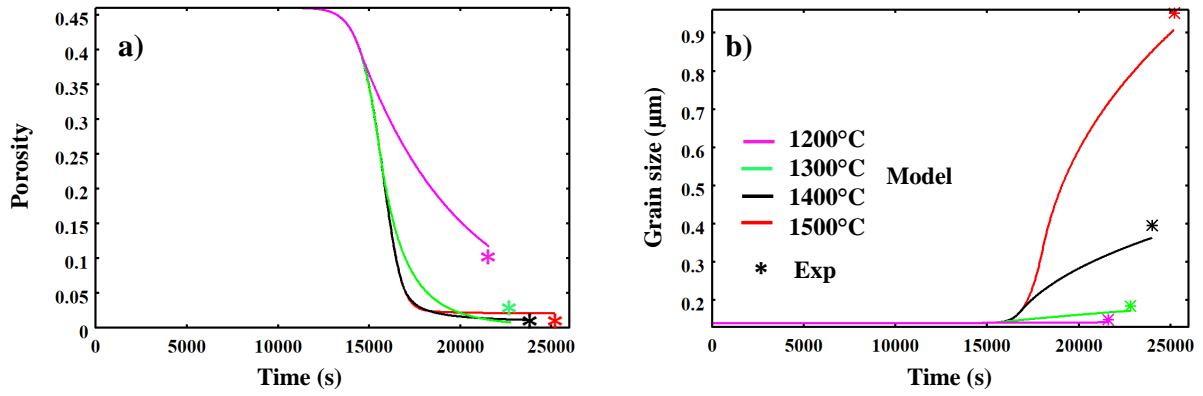 a)
0.45
0.4
0.35
0.31
0.25
0.2
0.15
0.1
0.05
0
Porosity
0
5000
10000
15000
20000
25000
Time (s)
b)
0.9
0.8
0.7
0.6
0.5
0.4
0.3
0.2
Grain size (µm)
1200°C
1300°C
1400°C
1500°C
Model
* Exp
0
5000
10000
15000
20000
25000
Time (s)